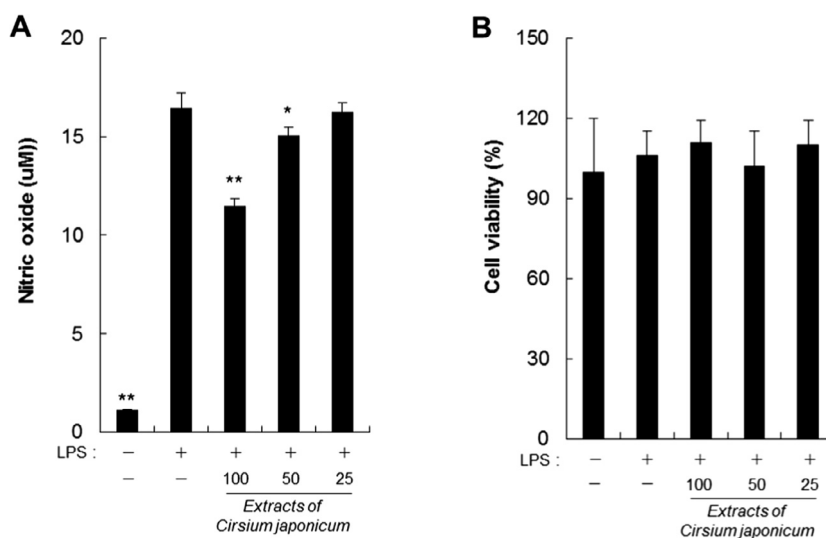 A
Nitric oxide (uM))
20
15
10
5
0
**
**
*
LPS : – + + + +
– – 100 50 25
Extracts of
Cirsium japonicum
B
Cell viability (%)
150
120
90
60
30
0
LPS : – + + + +
– – 100 50 25
Extracts of
Cirsium japonicum